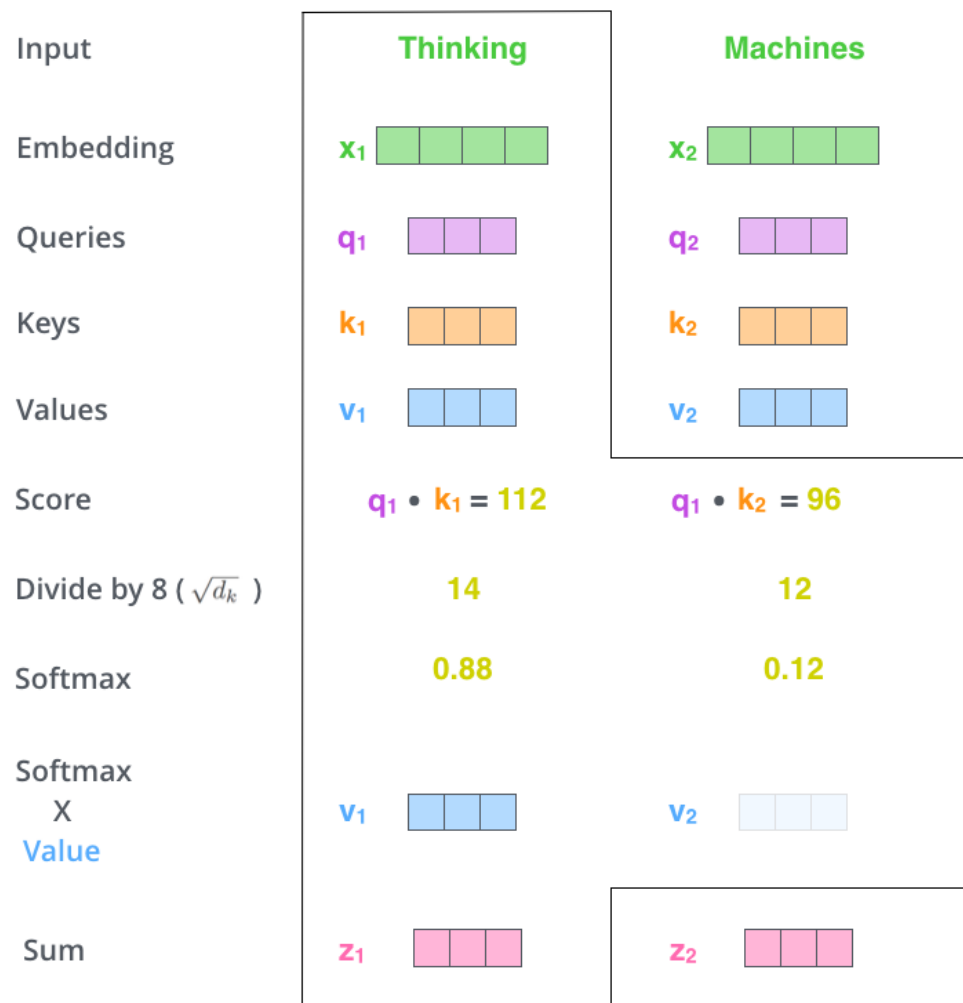 Input Thinking Machines
Embedding x₁ x₂
Queries q₁ q₂
Keys k₁ k₂
Values v₁ v₂
Score q₁ • k₁ = 112 q₁ • k₂ = 96
Divide by 8 ( √dₖ ) 14 12
Softmax 0.88 0.12
Softmax
X v₁ v₂
Value
Sum z₁ z₂